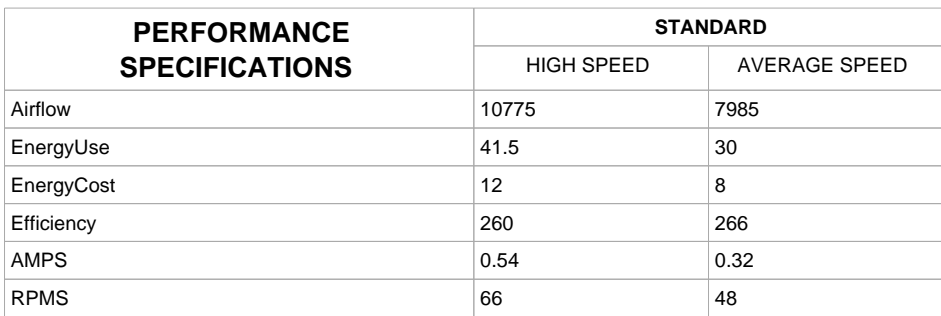 PERFORMANCE
SPECIFICATIONS
STANDARD
HIGH SPEED AVERAGE SPEED
Airflow 10775 7985
EnergyUse 41.5 30
EnergyCost 12 8
Efficiency 260 266
AMPS 0.54 0.32
RPMS 66 48